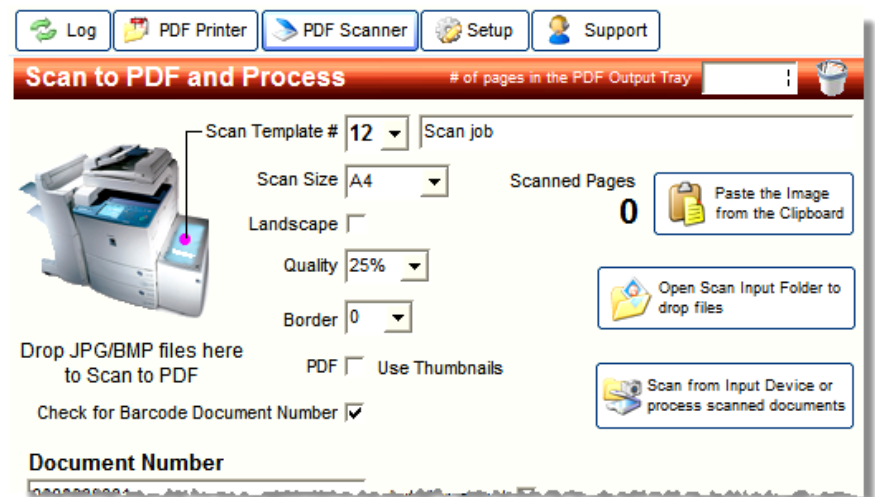 Log PDF Printer PDF Scanner Setup Support
Scan to PDF and Process # of pages in the PDF Output Tray
Scan Template # 12 Scan job
Scan Size A4 Scanned Pages
0
Paste the Image
from the Clipboard
Landscape
Quality 25%
Open Scan Input Folder to
drop files
Border 0
Drop JPG/BMP files here
to Scan to PDF
PDF Use Thumbnails
Scan from Input Device or
process scanned documents
Check for Barcode Document Number
Document Number